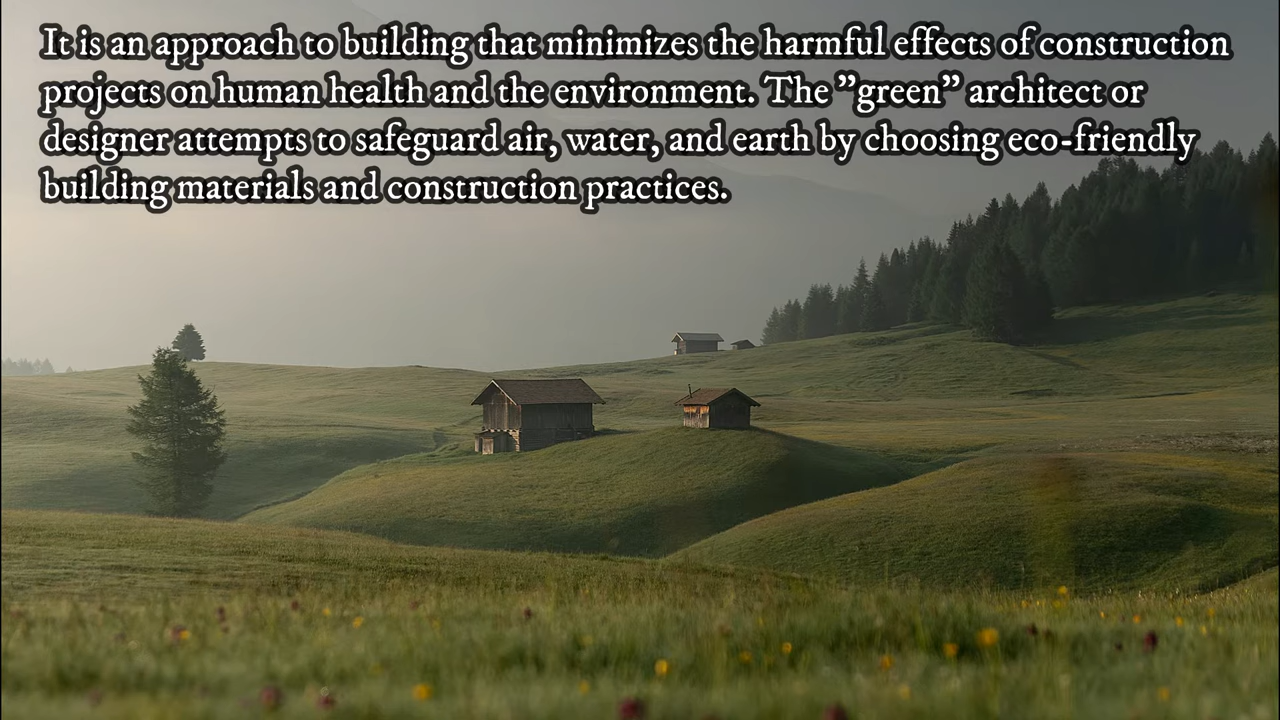 It is an approach to building that minimizes the harmful effects of construction
projects on human health and the environment. The ”green” architect or
designer attempts to safeguard air, water, and earth by choosing eco-friendly
building materials and construction practices.